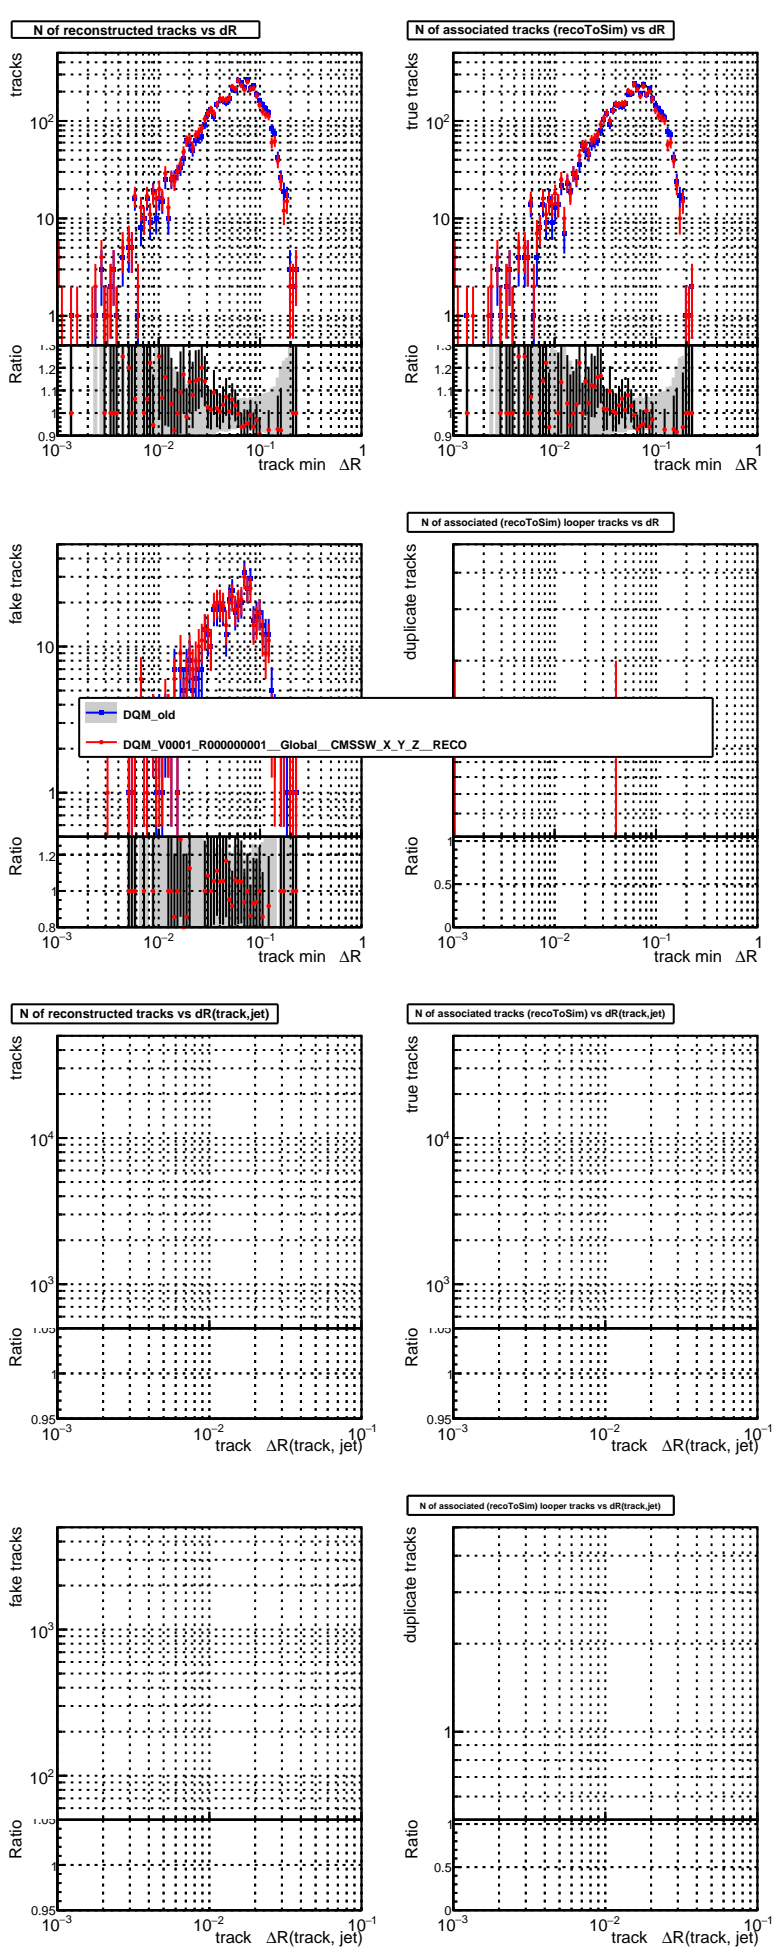 N of reconstructed tracks vs dR
tracks
10²
10
1
Ratio
1.3
1.2
1.1
1
0.9
10⁻³ 10⁻² 10⁻¹ 1
track min ΔR
N of associated tracks (recoToSim) vs dR
true tracks
10²
10
1
Ratio
1.3
1.2
1.1
1
0.9
10⁻³ 10⁻² 10⁻¹ 1
track min ΔR
fake tracks
10
1
Ratio
1.2
1
0.8
10⁻³ 10⁻² 10⁻¹ 1
track min ΔR
N of associated (recoToSim) looper tracks vs dR
duplicate tracks
Ratio
1
0.5
0
10⁻³ 10⁻² 10⁻¹ 1
track min ΔR
DQM_old
DQM_V0001_R000000001__Global__CMSSW_X_Y_Z__RECO
N of reconstructed tracks vs dR(track,jet)
tracks
10⁴
10³
Ratio
1.05
1
0.95
10⁻³ 10⁻² 10⁻¹
track ΔR(track, jet)
N of associated tracks (recoToSim) vs dR(track,jet)
true tracks
10⁴
10³
Ratio
1.05
1
0.95
10⁻³ 10⁻² 10⁻¹
track ΔR(track, jet)
fake tracks
10³
10²
Ratio
1.05
1
0.95
10⁻³ 10⁻² 10⁻¹
track ΔR(track, jet)
N of associated (recoToSim) looper tracks vs dR(track,jet)
duplicate tracks
1
Ratio
1
0.5
0
10⁻³ 10⁻² 10⁻¹
track ΔR(track, jet)